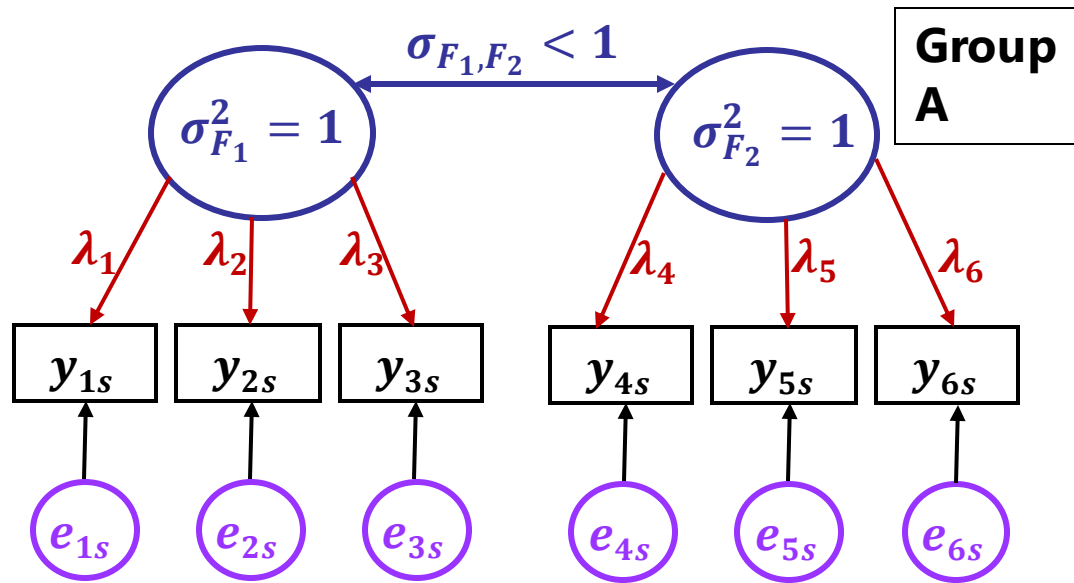 σ_{F₁,F₂} < 1
Group
A
σ²_{F₁} = 1
σ²_{F₂} = 1
λ₁ λ₂ λ₃ λ₄ λ₅ λ₆
y₁ₛ y₂ₛ y₃ₛ y₄ₛ y₅ₛ y₆ₛ
e₁ₛ e₂ₛ e₃ₛ e₄ₛ e₅ₛ e₆ₛ